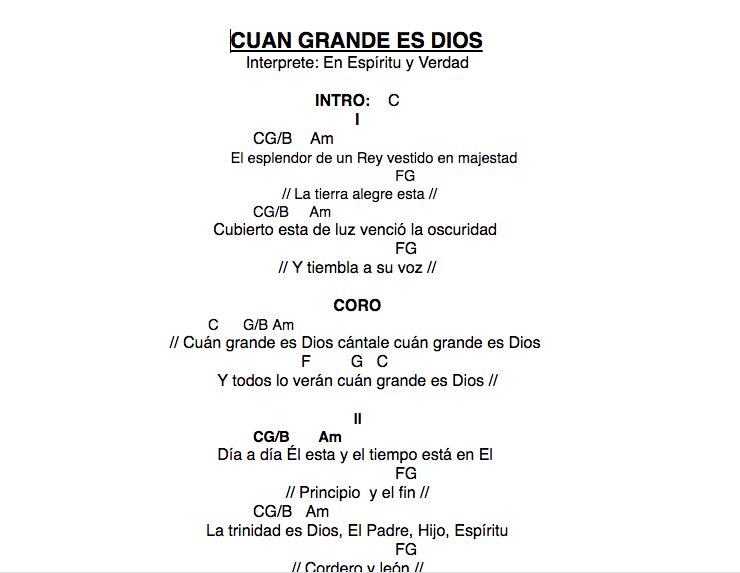 CUAN GRANDE ES DIOS
Interprete: En Espíritu y Verdad
INTRO: C
I
CG/B Am
El esplendor de un Rey vestido en majestad
FG
// La tierra alegre esta //
CG/B Am
Cubierto esta de luz venció la oscuridad
FG
// Y tiembla a su voz //
CORO
C G/B Am
// Cuán grande es Dios cántale cuán grande es Dios
F G C
Y todos lo verán cuán grande es Dios //
II
CG/B Am
Día a día Él esta y el tiempo está en El
FG
// Principio y el fin //
CG/B Am
La trinidad es Dios, El Padre, Hijo, Espíritu
FG
// Cordero y león //